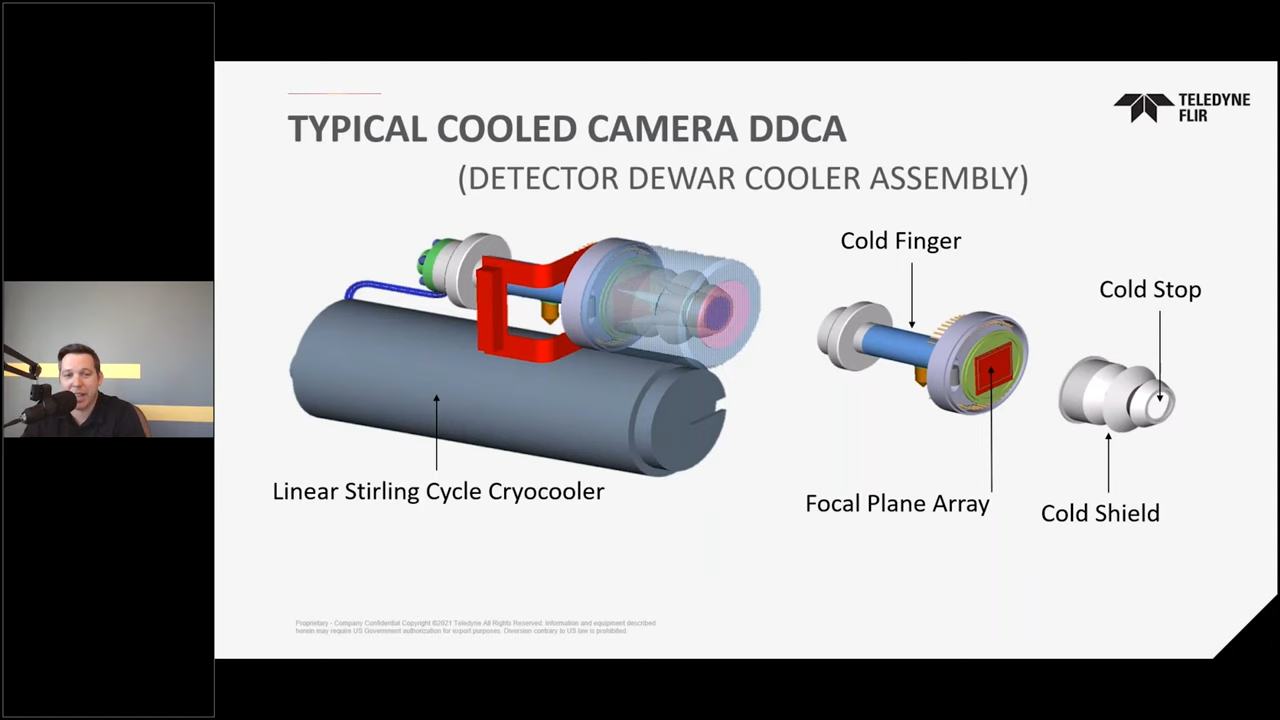 TELEDYNE
FLIR
TYPICAL COOLED CAMERA DDCA
(DETECTOR DEWAR COOLER ASSEMBLY)
Cold Finger
Cold Stop
Linear Stirling Cycle Cryocooler
Focal Plane Array
Cold Shield
Proprietary - Company Confidential Copyright ©2021 Teledyne All Rights Reserved. Information and equipment described
herein may require US Government authorization for export purposes. Diversion contrary to US law is prohibited.